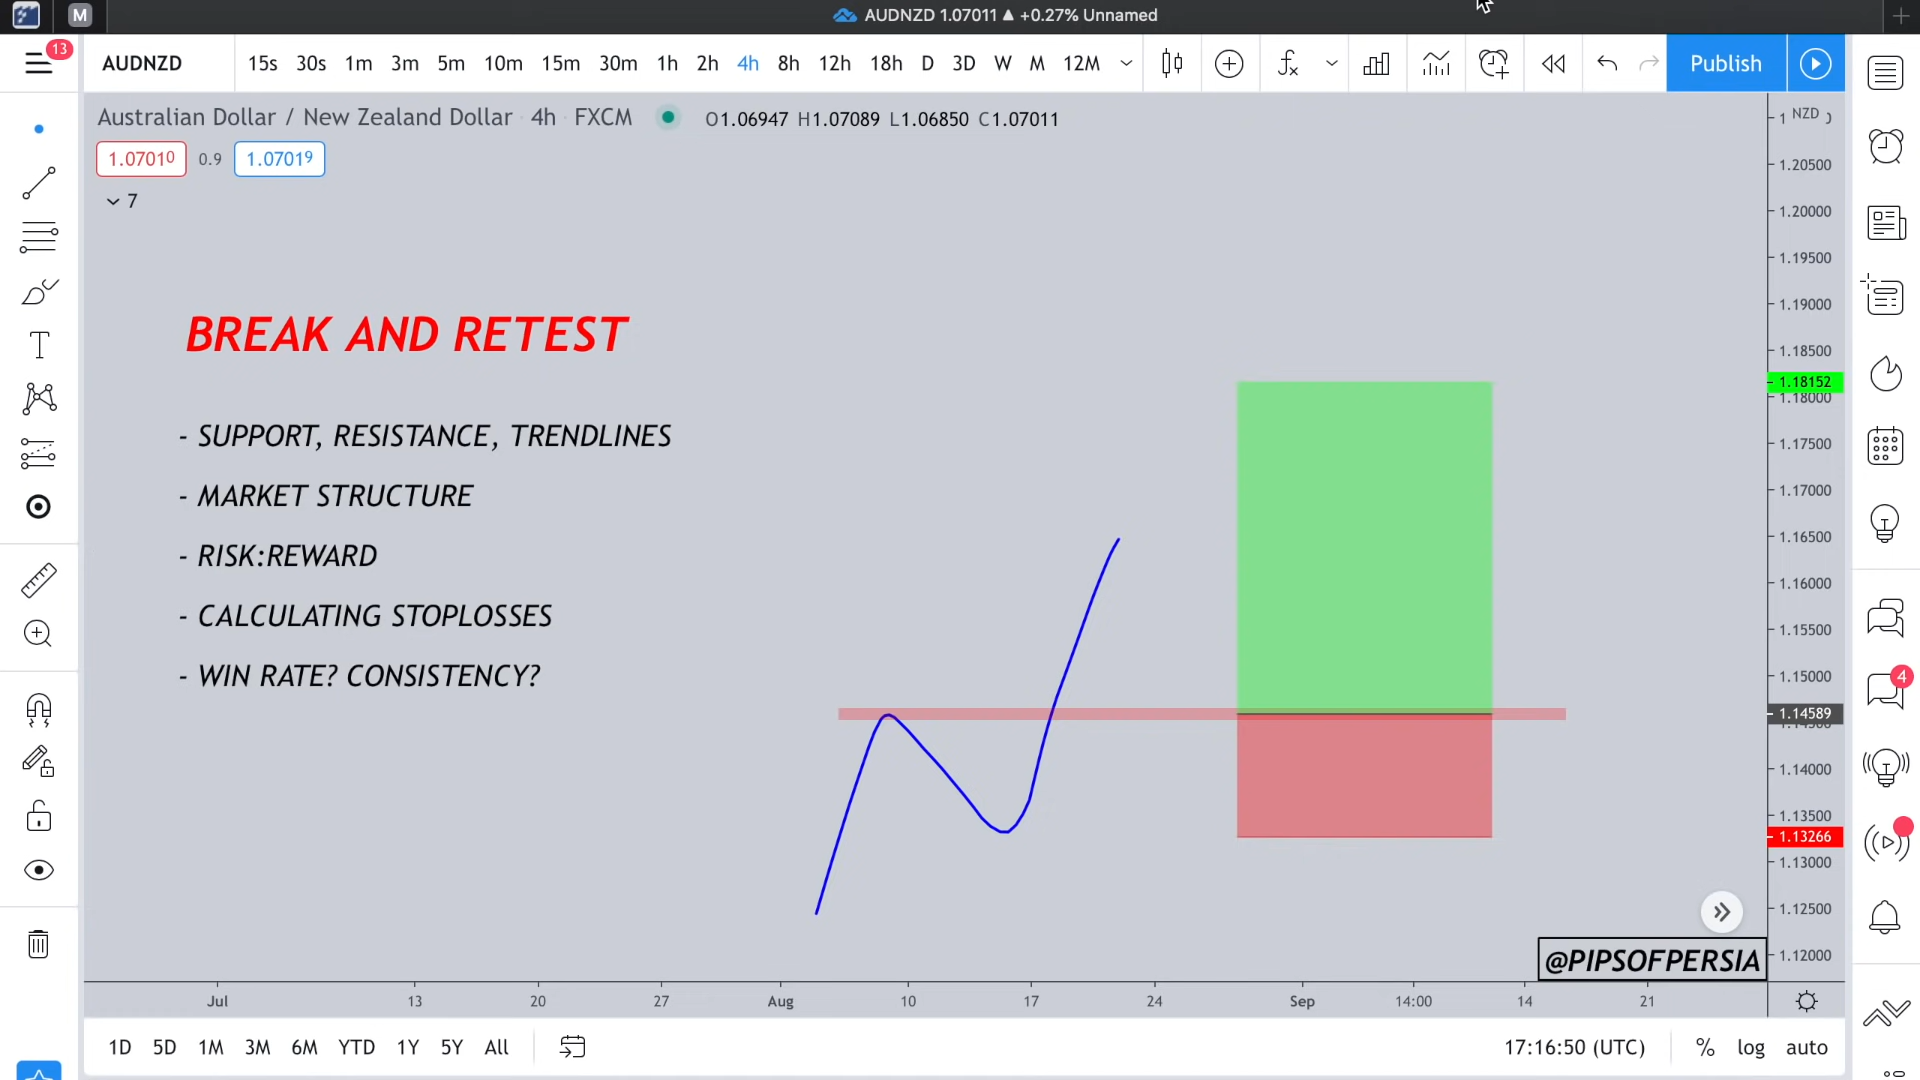 M
AUDNZD 1.07011 ▲ +0.27% Unnamed
13
AUDNZD 15s 30s 1m 3m 5m 10m 15m 30m 1h 2h 4h 8h 12h 18h D 3D W M 12M Publish
Australian Dollar / New Zealand Dollar · 4h · FXCM O1.06947 H1.07089 L1.06850 C1.07011
NZD
1.07010 0.9 1.07019
7
1.20500
1.20000
1.19500
1.19000
1.18500
1.18152
1.18000
1.17500
1.17000
1.16500
1.16000
1.15500
1.15000
1.14589
1.14000
1.13500
1.13266
1.13000
1.12500
1.12000
BREAK AND RETEST
- SUPPORT, RESISTANCE, TRENDLINES
- MARKET STRUCTURE
- RISK:REWARD
- CALCULATING STOPLOSSES
- WIN RATE? CONSISTENCY?
4
@PIPSOFPERSIA
Jul 13 20 27 Aug 10 17 24 Sep 14:00 14 21
1D 5D 1M 3M 6M YTD 1Y 5Y All 17:16:50 (UTC) % log auto